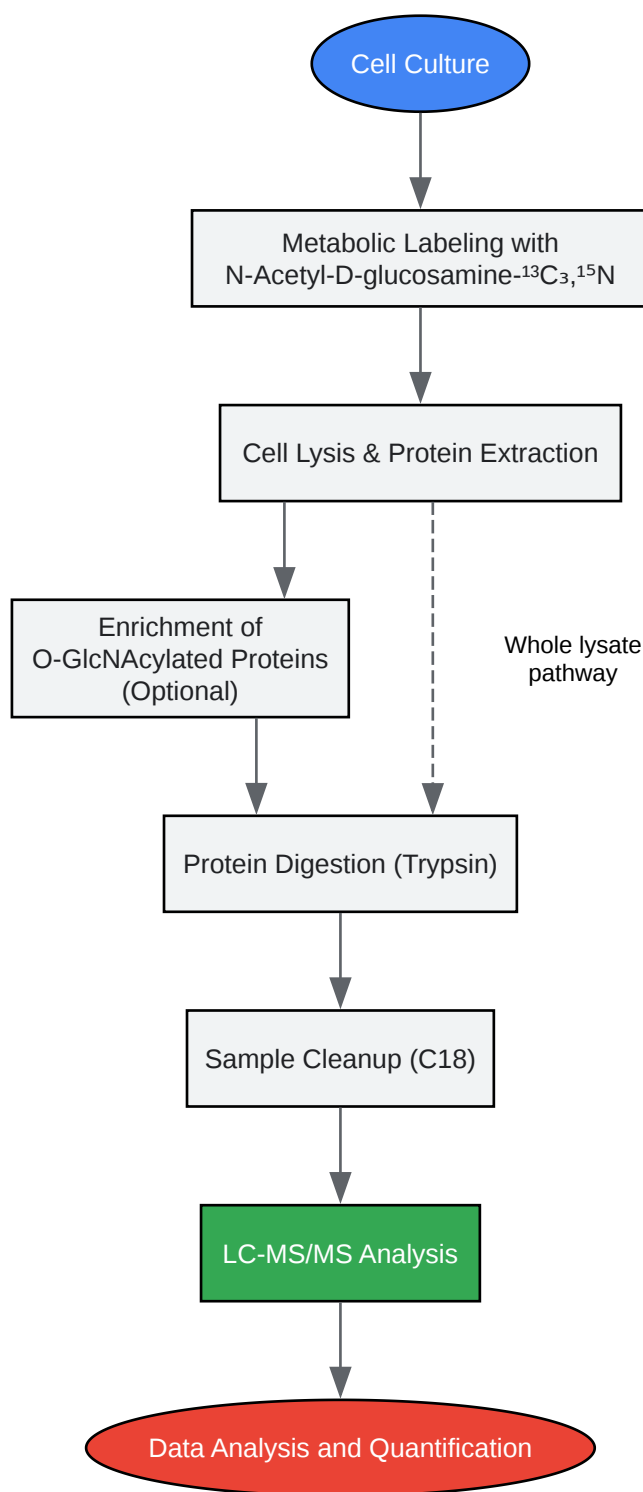 Cell Culture
Metabolic Labeling with
N-Acetyl-D-glucosamine-¹³C₃,¹⁵N
Cell Lysis & Protein Extraction
Enrichment of
O-GlcNAcylated Proteins
(Optional)
Whole lysate
pathway
Protein Digestion (Trypsin)
Sample Cleanup (C18)
LC-MS/MS Analysis
Data Analysis and Quantification